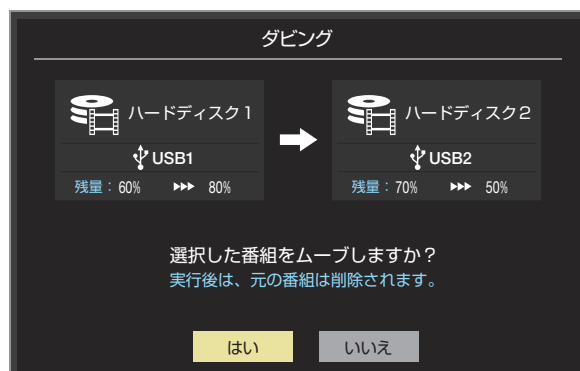 ダビング
ハードディスク1
USB1
残量：60% ▶▶▶ 80%
ハードディスク2
USB2
残量：70% ▶▶▶ 50%
選択した番組をムーブしますか？
実行後は、元の番組は削除されます。
はい
いいえ